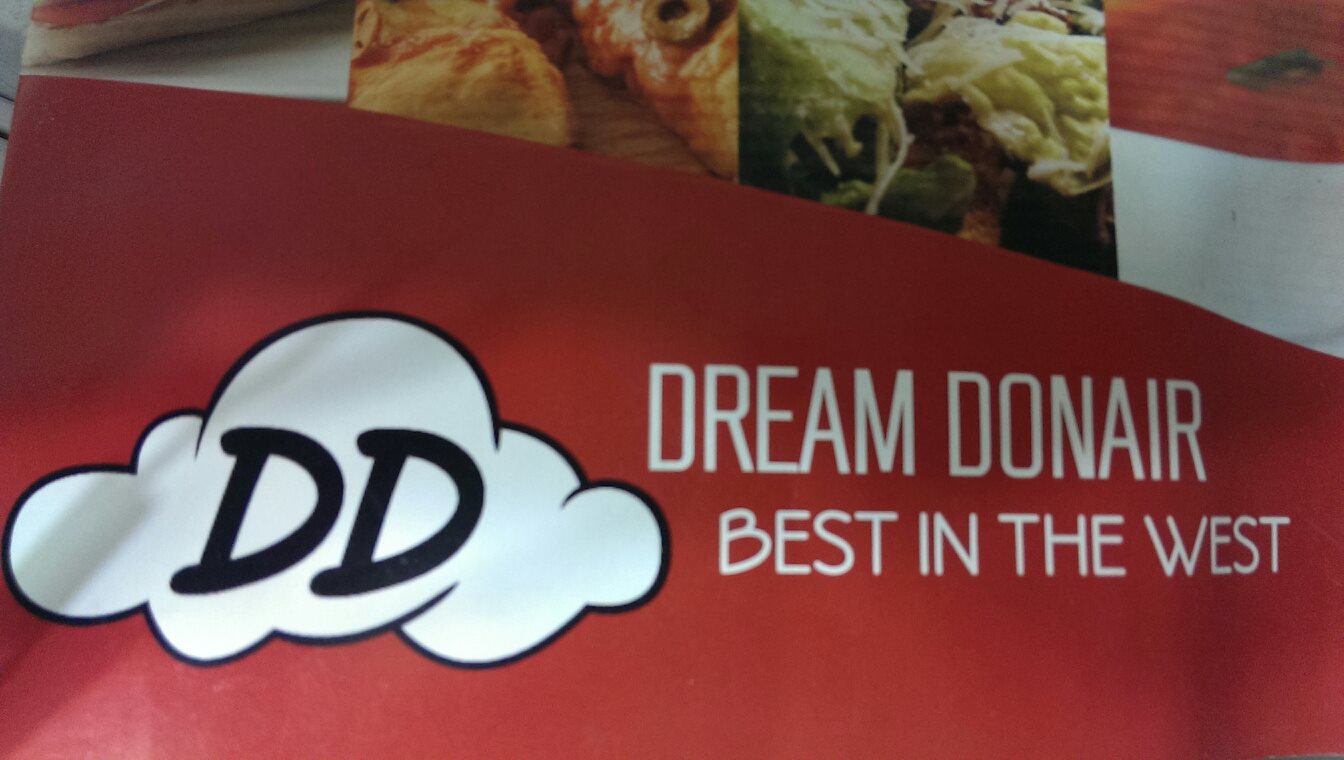 DD
DREAM DONAIR
BEST IN THE WEST